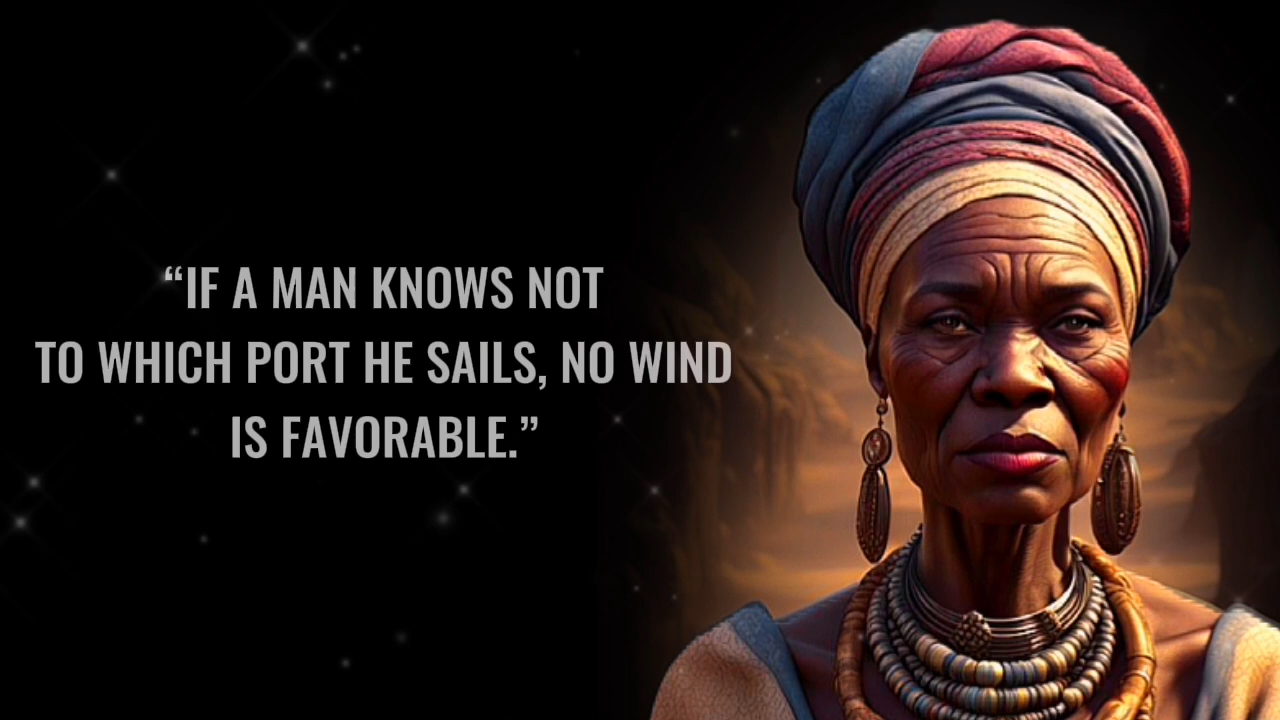 “IF A MAN KNOWS NOT
TO WHICH PORT HE SAILS, NO WIND
IS FAVORABLE.”